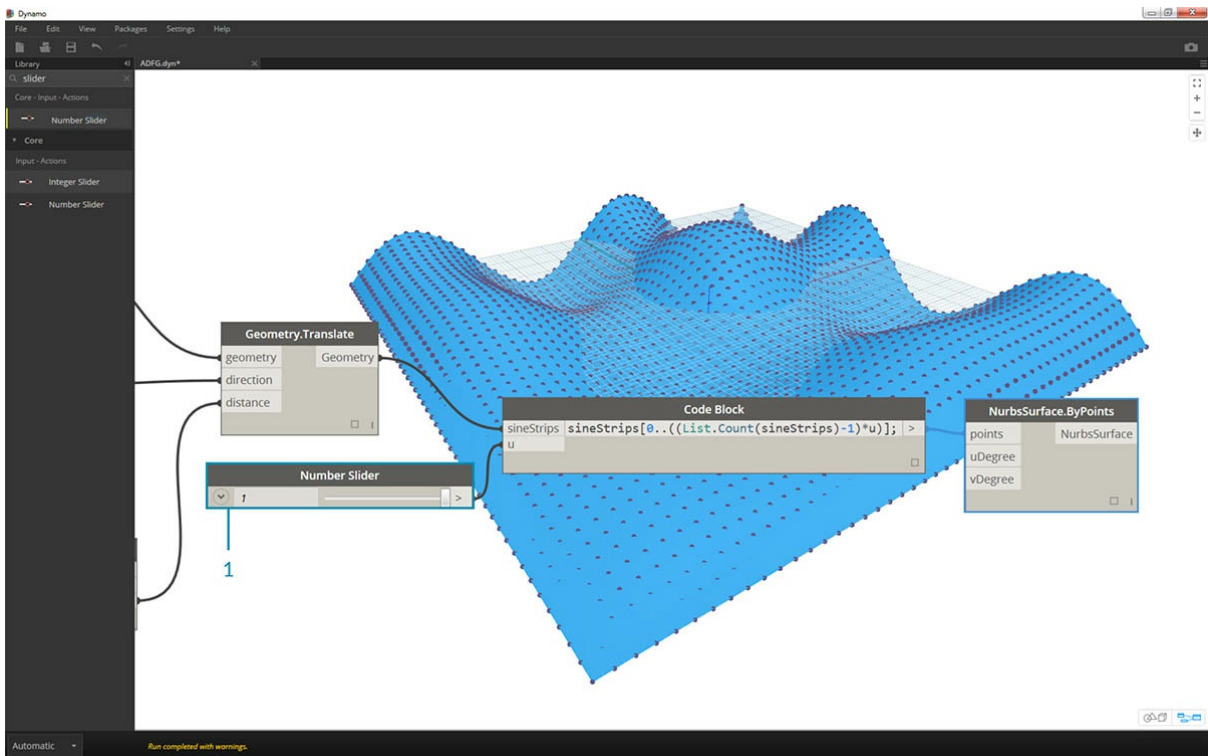 Dynamo
File Edit View Packages Settings Help
Library
ADFG.dyn*
slider
Core - Input - Actions
Number Slider
Core
Input - Actions
Integer Slider
Number Slider
Geometry.Translate
geometry Geometry
direction
distance
Code Block
sineStrips sineStrips[0..((List.Count(sineStrips)-1)*u)]; >
u
NurbsSurface.ByPoints
points NurbsSurface
uDegree
vDegree
Number Slider
1 >
1
Automatic
Run completed with warnings.